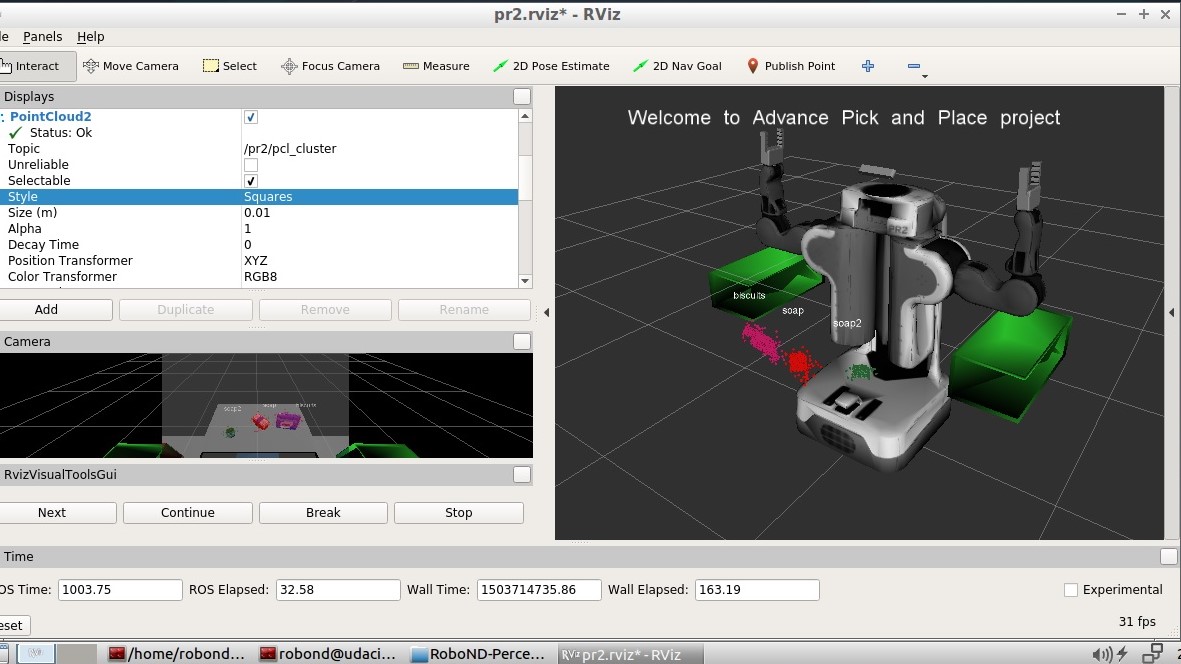 pr2.rviz* - RViz
le Panels Help
Interact Move Camera Select Focus Camera Measure 2D Pose Estimate 2D Nav Goal Publish Point
Displays
PointCloud2
Status: Ok
Topic /pr2/pcl_cluster
Unreliable
Selectable
Style Squares
Size (m) 0.01
Alpha 1
Decay Time 0
Position Transformer XYZ
Color Transformer RGB8
Add Duplicate Remove Rename
Camera
soap2 soap biscuits
RvizVisualToolsGui
Next Continue Break Stop
Welcome to Advance Pick and Place project
PR2
biscuits
soap
soap2
Time
OS Time: 1003.75 ROS Elapsed: 32.58 Wall Time: 1503714735.86 Wall Elapsed: 163.19 Experimental
eset 31 fps
/home/robond... robond@udaci... RoboND-Perce... RViz pr2.rviz* - RViz